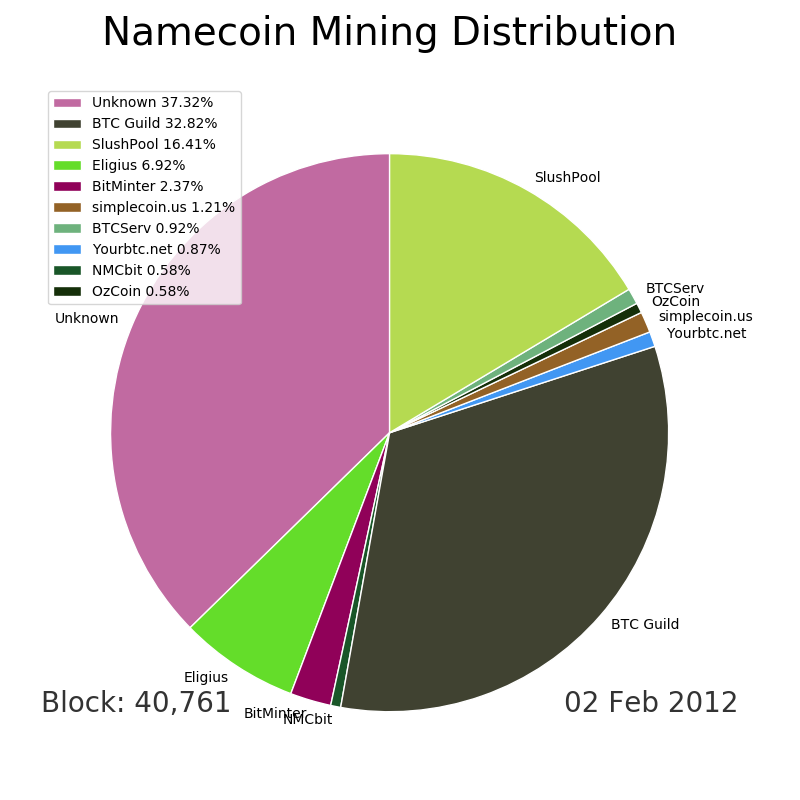 Namecoin Mining Distribution
Unknown 37.32%
BTC Guild 32.82%
SlushPool 16.41%
Eligius 6.92%
BitMinter 2.37%
simplecoin.us 1.21%
BTCServ 0.92%
Yourbtc.net 0.87%
NMCbit 0.58%
OzCoin 0.58%
SlushPool
BTCServ
OzCoin
simplecoin.us
Yourbtc.net
Unknown
BTC Guild
Eligius
BitMinter
NMCbit
Block: 40,761
02 Feb 2012